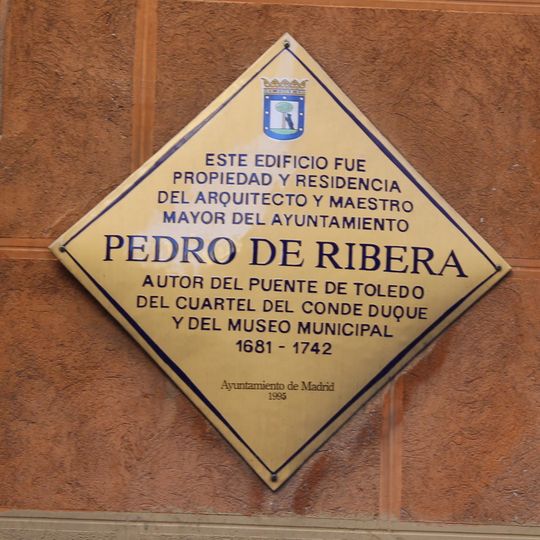 ESTE EDIFICIO FUE
PROPIEDAD Y RESIDENCIA
DEL ARQUITECTO Y MAESTRO
MAYOR DEL AYUNTAMIENTO
PEDRO DE RIBERA
AUTOR DEL PUENTE DE TOLEDO
DEL CUARTEL DEL CONDE DUQUE
Y DEL MUSEO MUNICIPAL
1681 - 1742
Ayuntamiento de Madrid
1995